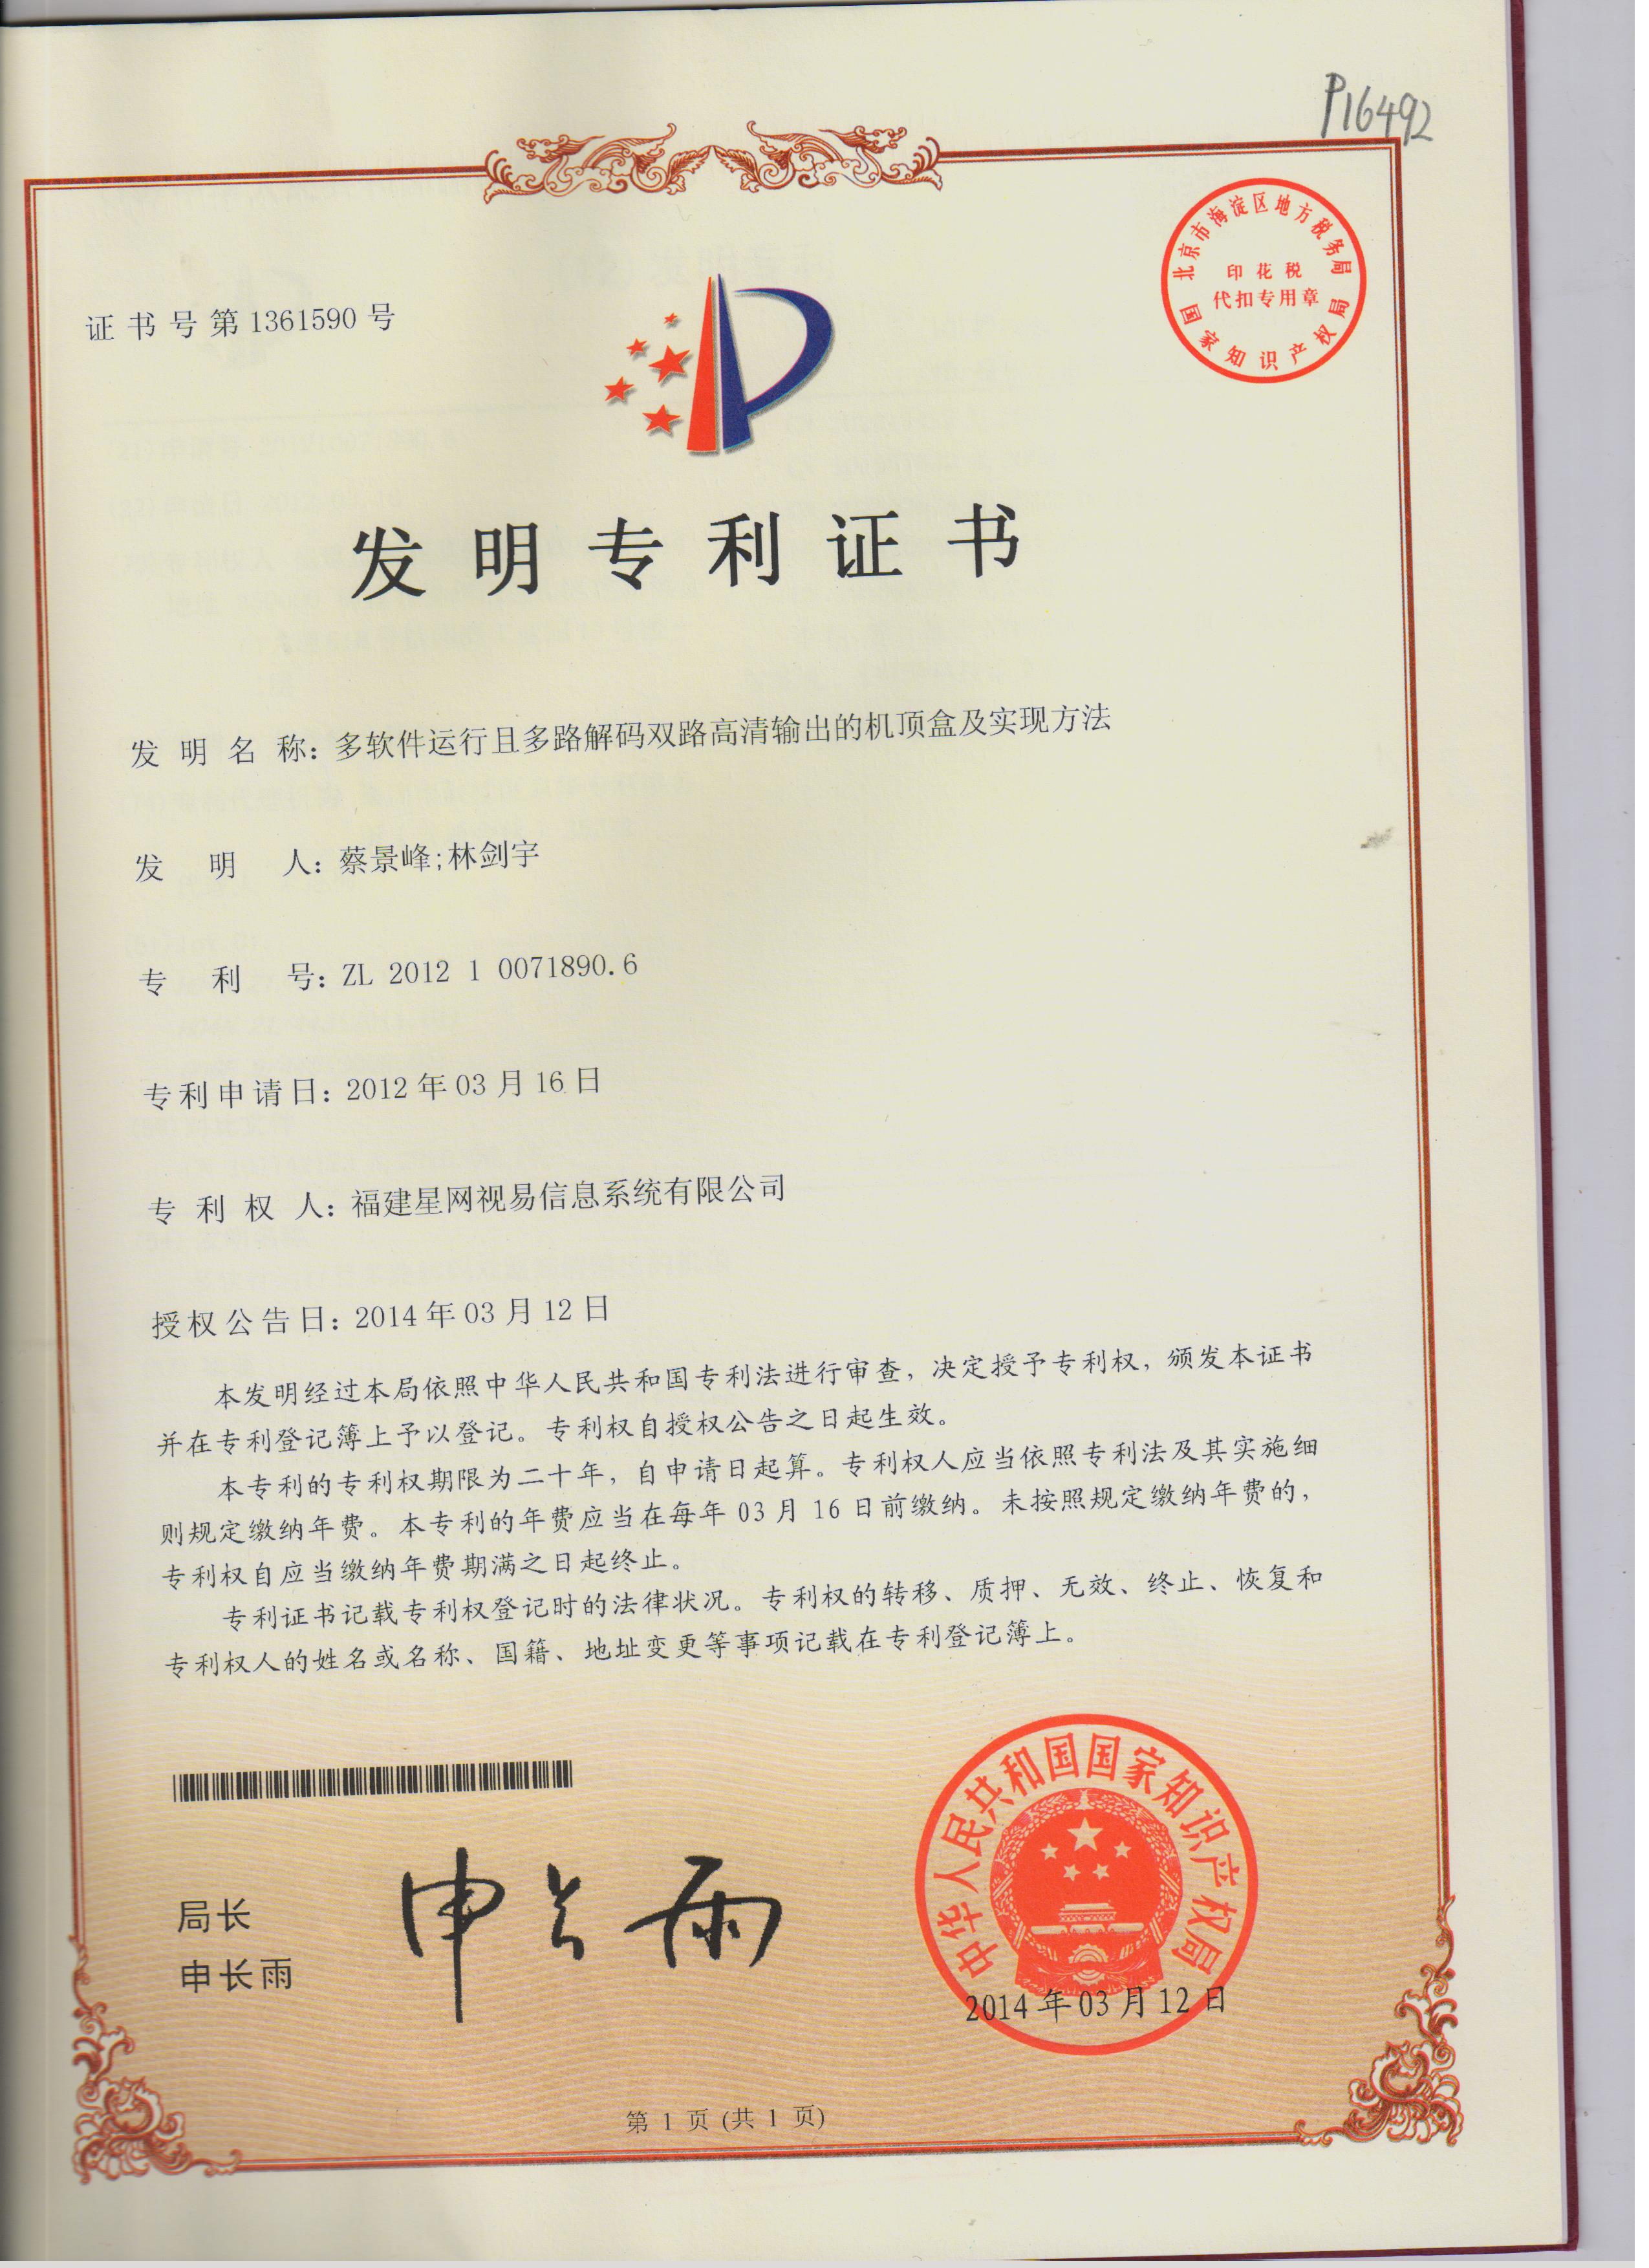 P16492
北京市海淀区地方税务局
印花税
代扣专用章
国家知识产权局
证书号第1361590号
发明专利证书
发明名称：多软件运行且多路解码双路高清输出的机顶盒及实现方法
发明人：蔡景峰;林剑宇
专利号：ZL 2012 1 0071890.6
专利申请日：2012年03月16日
专利权人：福建星网视易信息系统有限公司
授权公告日：2014年03月12日
本发明经过本局依照中华人民共和国专利法进行审查，决定授予专利权，颁发本证书
并在专利登记簿上予以登记。专利权自授权公告之日起生效。
本专利的专利权期限为二十年，自申请日起算。专利权人应当依照专利法及其实施细
则规定缴纳年费。本专利的年费应当在每年 03 月 16 日前缴纳。未按照规定缴纳年费的，
专利权自应当缴纳年费期满之日起终止。
专利证书记载专利权登记时的法律状况。专利权的转移、质押、无效、终止、恢复和
专利权人的姓名或名称、国籍、地址变更等事项记载在专利登记簿上。
中华人民共和国国家知识产权局
局长
申长雨
申长雨
2014年03月12日
第 1 页 (共 1 页)